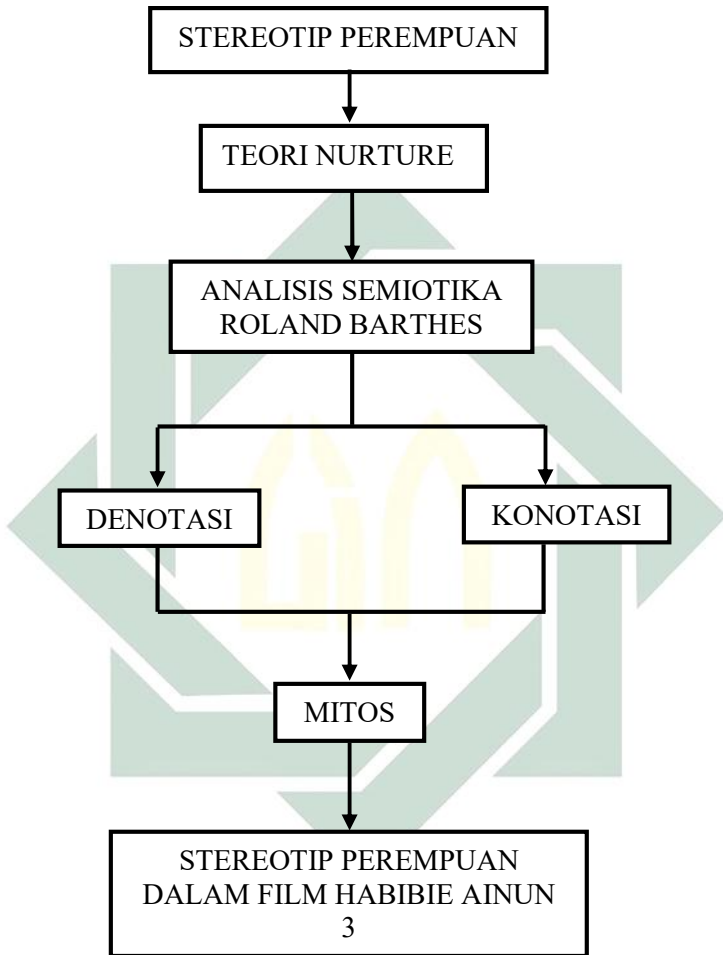 STEREOTIP PEREMPUAN
TEORI NURTURE
ANALISIS SEMIOTIKA
ROLAND BARTHES
DENOTASI
KONOTASI
MITOS
STEREOTIP PEREMPUAN
DALAM FILM HABIBIE AINUN
3